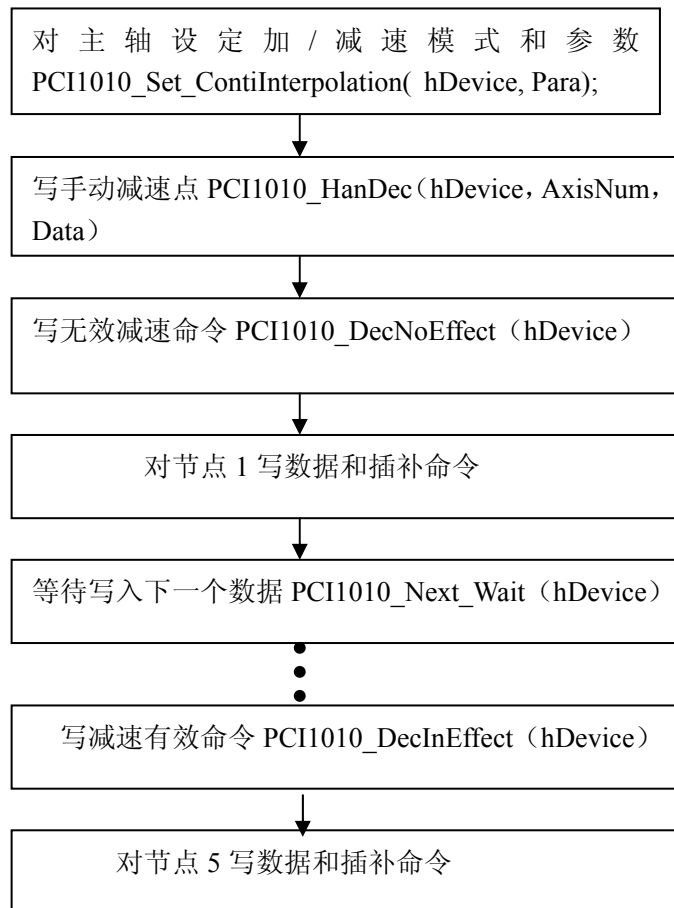 对主轴设定加/减速模式和参数
PCI1010_Set_ContiInterpolation( hDevice, Para);
写手动减速点 PCI1010_HanDec（hDevice，AxisNum，
Data）
写无效减速命令 PCI1010_DecNoEffect（hDevice）
对节点 1 写数据和插补命令
等待写入下一个数据 PCI1010_Next_Wait（hDevice）
写减速有效命令 PCI1010_DecInEffect（hDevice）
对节点 5 写数据和插补命令